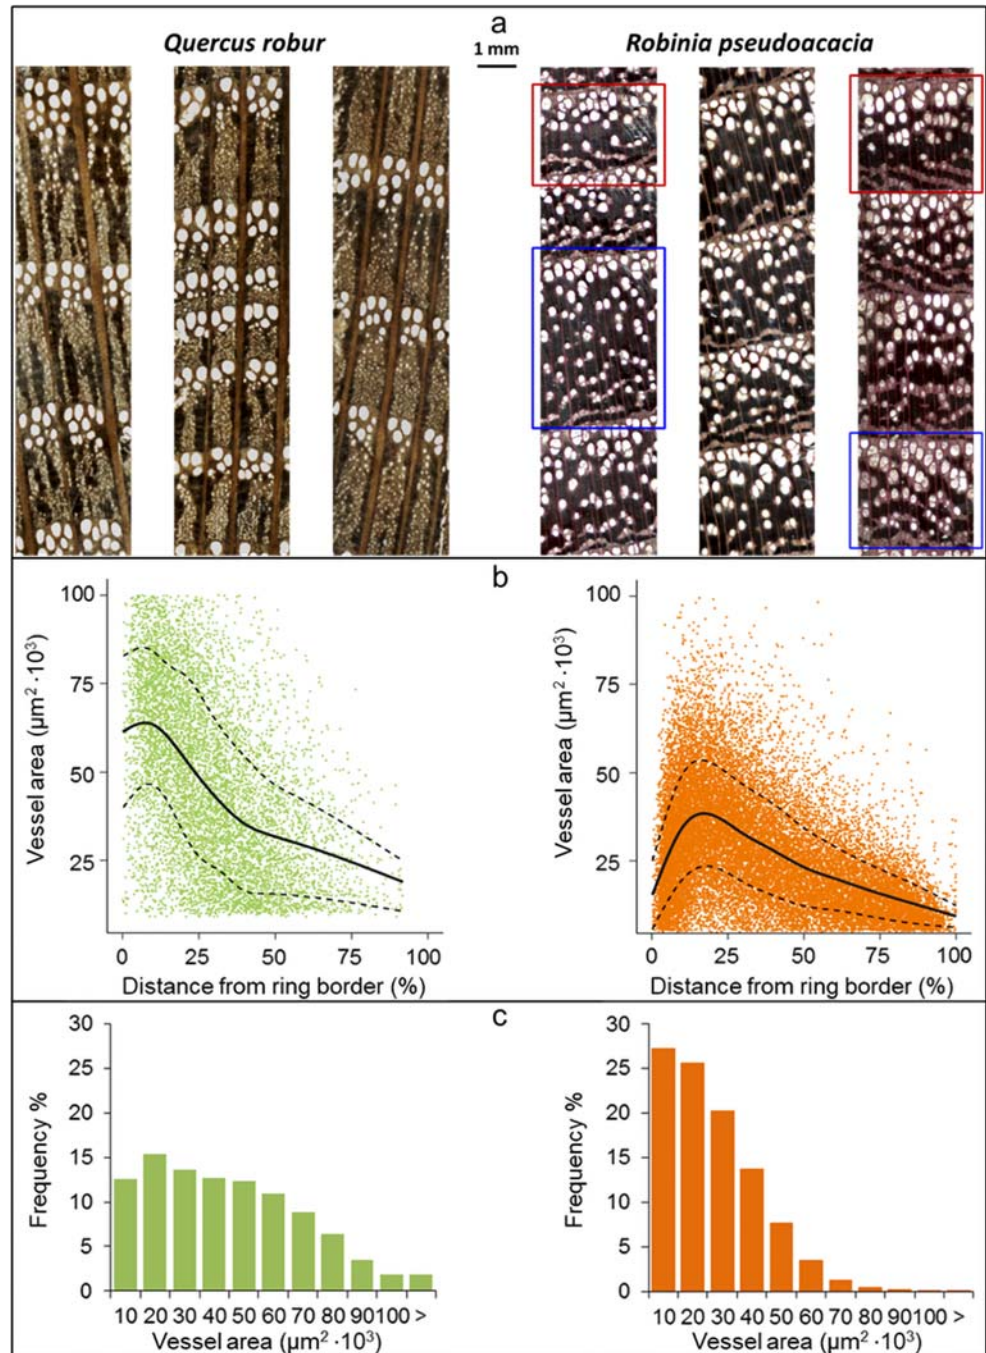 a
Quercus robur
1 mm
Robinia pseudoacacia
b
100
75
50
25
Vessel area (µm² ·10³)
0 25 50 75 100
Distance from ring border (%)
100
75
50
25
Vessel area (µm² ·10³)
0 25 50 75 100
Distance from ring border (%)
c
30
25
20
15
10
5
0
Frequency %
10 20 30 40 50 60 70 80 90 100 >
Vessel area (µm² ·10³)
30
25
20
15
10
5
0
Frequency %
10 20 30 40 50 60 70 80 90 100 >
Vessel area (µm² ·10³)